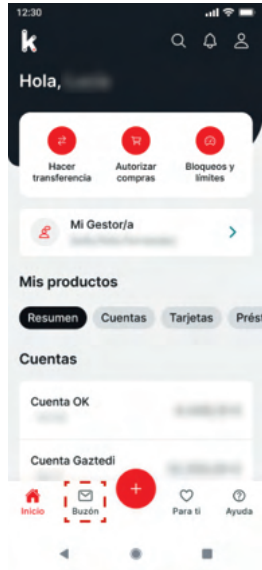 12:30
k
Hola,
Hacer transferencia
Autorizar compras
Bloqueos y límites
Mi Gestor/a
Mis productos
Resumen Cuentas Tarjetas Prést
Cuentas
Cuenta OK
Cuenta Gaztedi
Inicio Buzón Para ti Ayuda